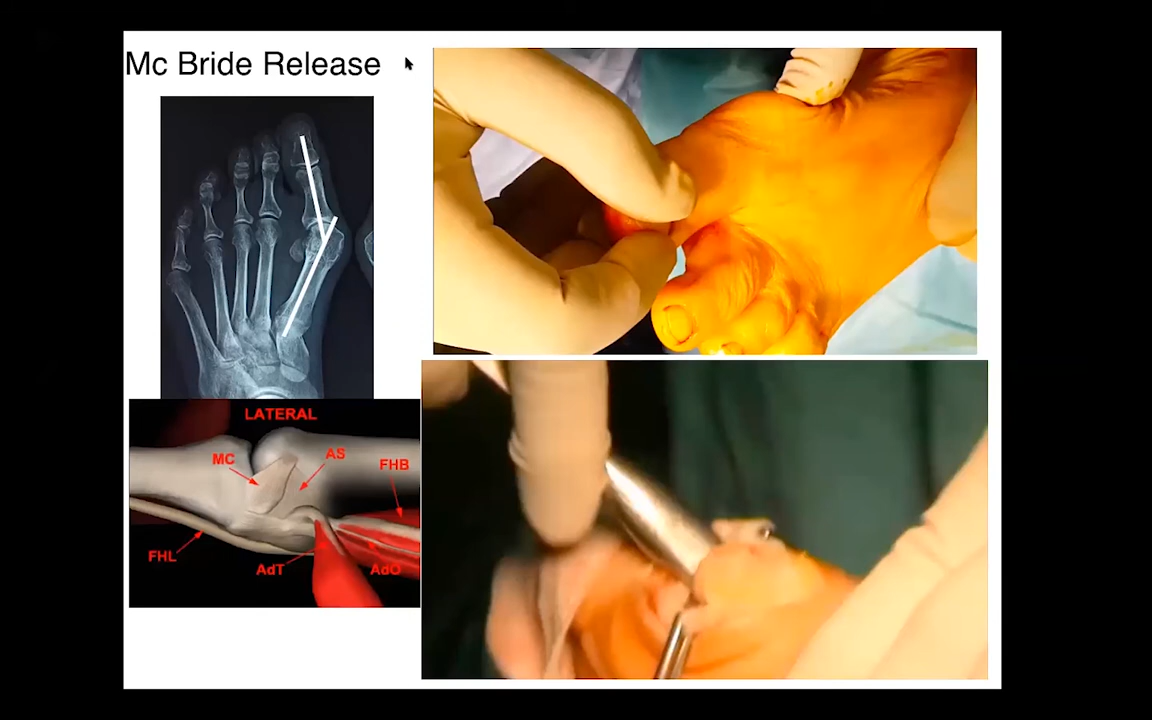 Mc Bride Release
LATERAL
MC
AS
FHB
FHL
AdT
AdO